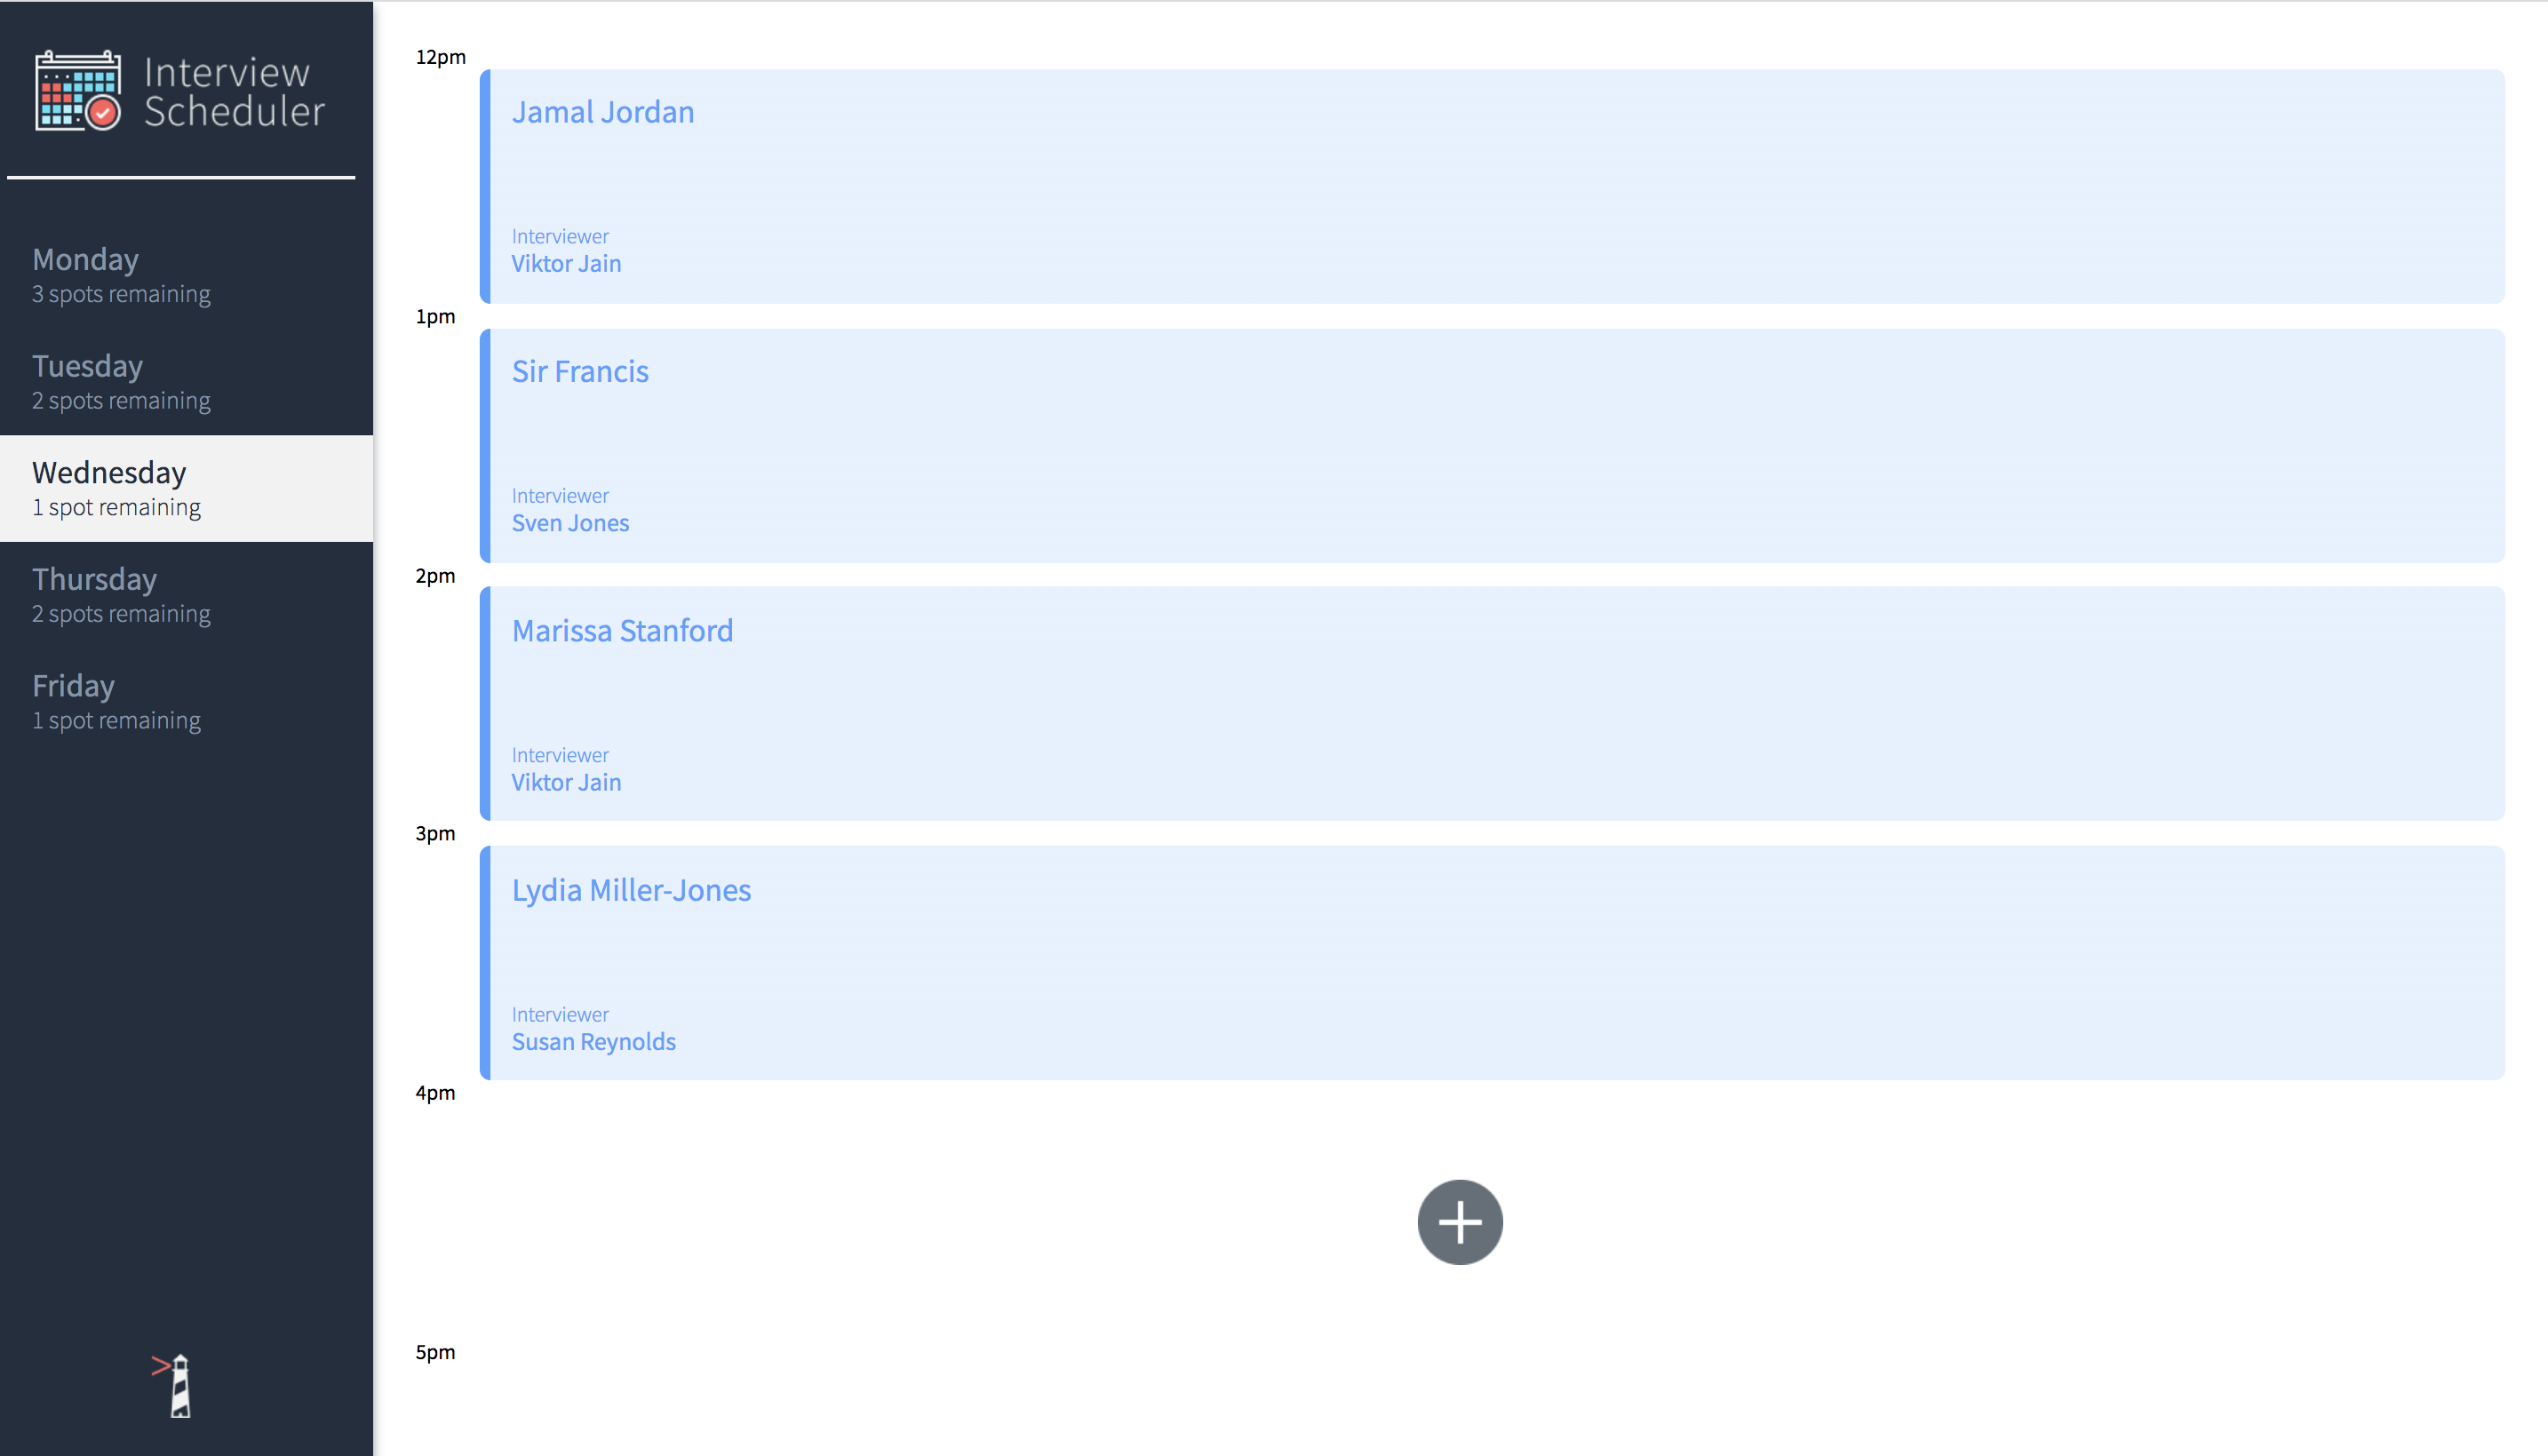 Interview
Scheduler
Monday
3 spots remaining
Tuesday
2 spots remaining
Wednesday
1 spot remaining
Thursday
2 spots remaining
Friday
1 spot remaining
12pm
Jamal Jordan
Interviewer
Viktor Jain
1pm
Sir Francis
Interviewer
Sven Jones
2pm
Marissa Stanford
Interviewer
Viktor Jain
3pm
Lydia Miller-Jones
Interviewer
Susan Reynolds
4pm
5pm